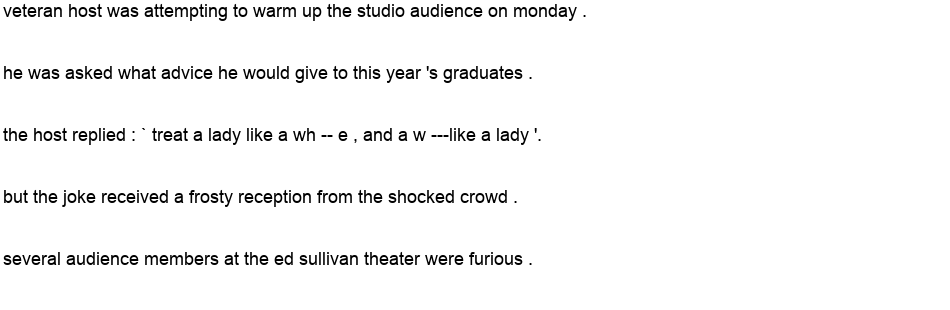 veteran host was attempting to warm up the studio audience on monday .
he was asked what advice he would give to this year 's graduates .
the host replied : ` treat a lady like a wh -- e , and a w ---like a lady '.
but the joke received a frosty reception from the shocked crowd .
several audience members at the ed sullivan theater were furious .